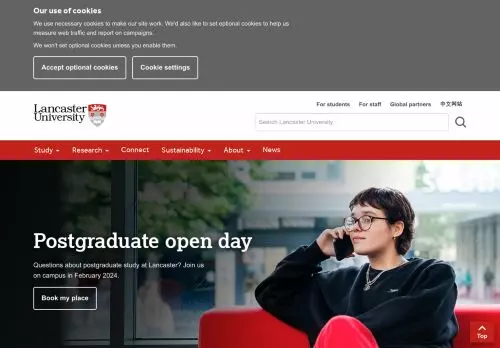 Our use of cookies
We use necessary cookies to make our site work. We'd also like to set optional cookies to help us
measure web traffic and report on campaigns.
We won't set optional cookies unless you enable them.
Accept optional cookies
Cookie settings
For students
For staff
Global partners
中文网站
Lancaster
University
Search Lancaster University
Study
Research
Connect
Sustainability
About
News
Postgraduate open day
Questions about postgraduate study at Lancaster? Join us
on campus in February 2024.
Book my place
Top